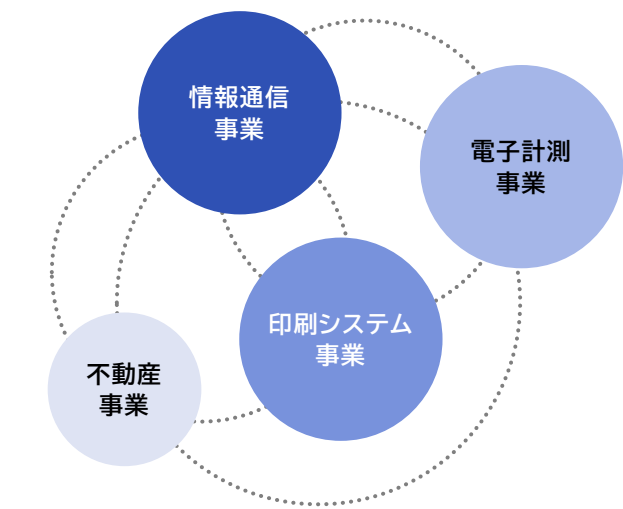 情報通信
事業
電子計測
事業
印刷システム
事業
不動産
事業